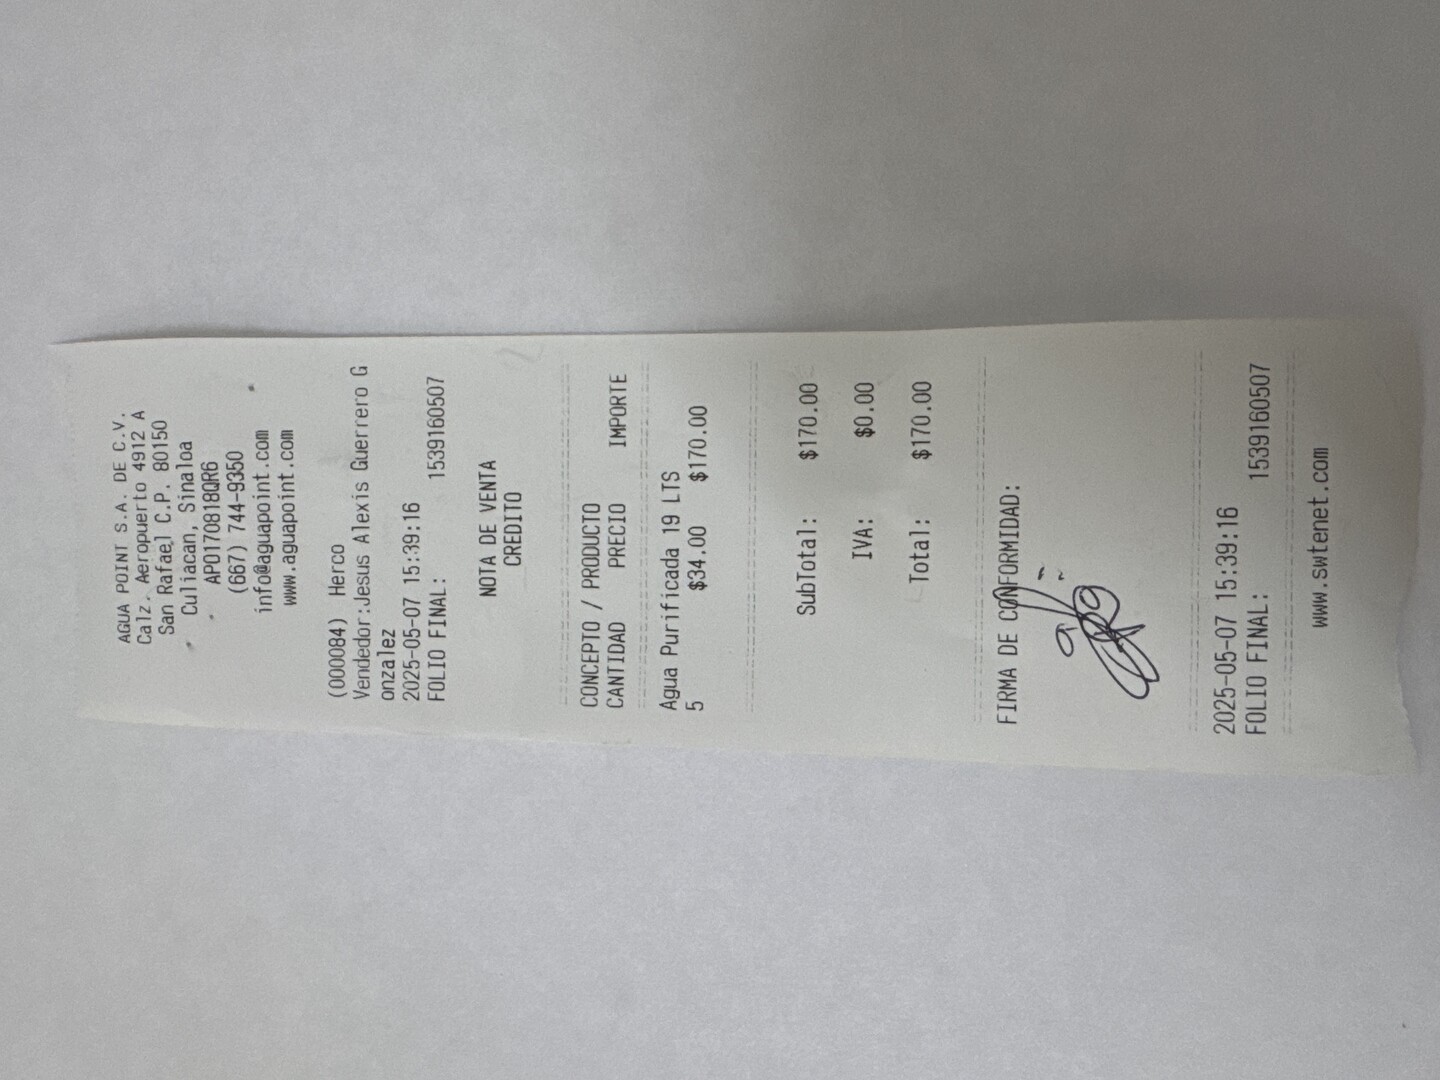 AGUA POINT S.A. DE C.V.
Calz. Aeropuerto 4912 A
San Rafael C.P. 80150
Culiacan, Sinaloa
APO170818QR6
(667) 744-9350
info@aguapoint.com
www.aguapoint.com
(000084) Herco
Vendedor:Jesus Alexis Guerrero G
onzalez
2025-05-07 15:39:16
FOLIO FINAL: 1539160507
NOTA DE VENTA
CREDITO
CONCEPTO / PRODUCTO
CANTIDAD PRECIO IMPORTE
Agua Purificada 19 LTS
5 $34.00 $170.00
SubTotal: $170.00
IVA: $0.00
Total: $170.00
FIRMA DE CONFORMIDAD:
2025-05-07 15:39:16
FOLIO FINAL: 1539160507
www.swtenet.com